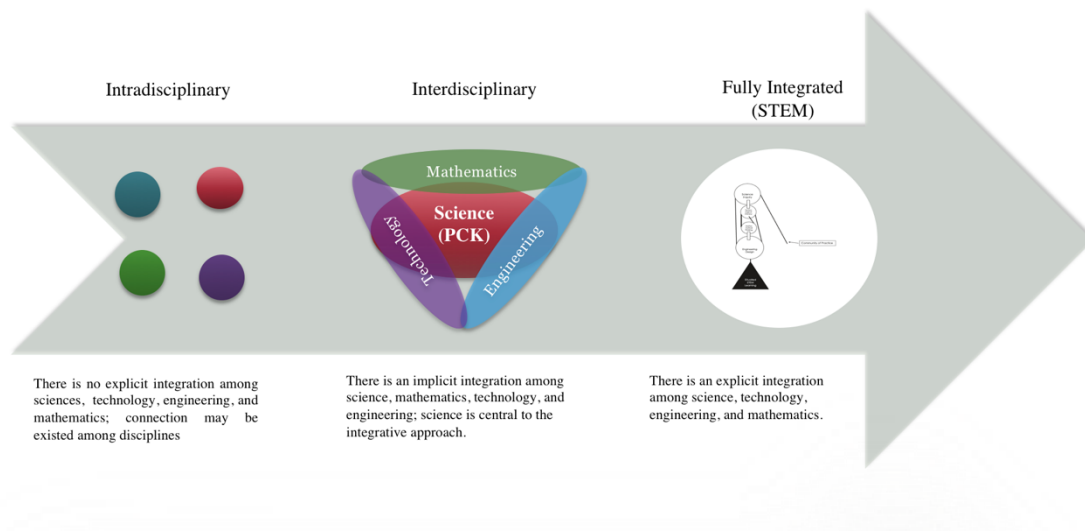 Intradisciplinary
Interdisciplinary
Fully Integrated
(STEM)
Mathematics
Science
(PCK)
Technology
Engineering
There is no explicit integration among
sciences, technology, engineering, and
mathematics; connection may be
existed among disciplines
There is an implicit integration among
science, mathematics, technology, and
engineering; science is central to the
integrative approach.
There is an explicit integration
among science, technology,
engineering, and mathematics.